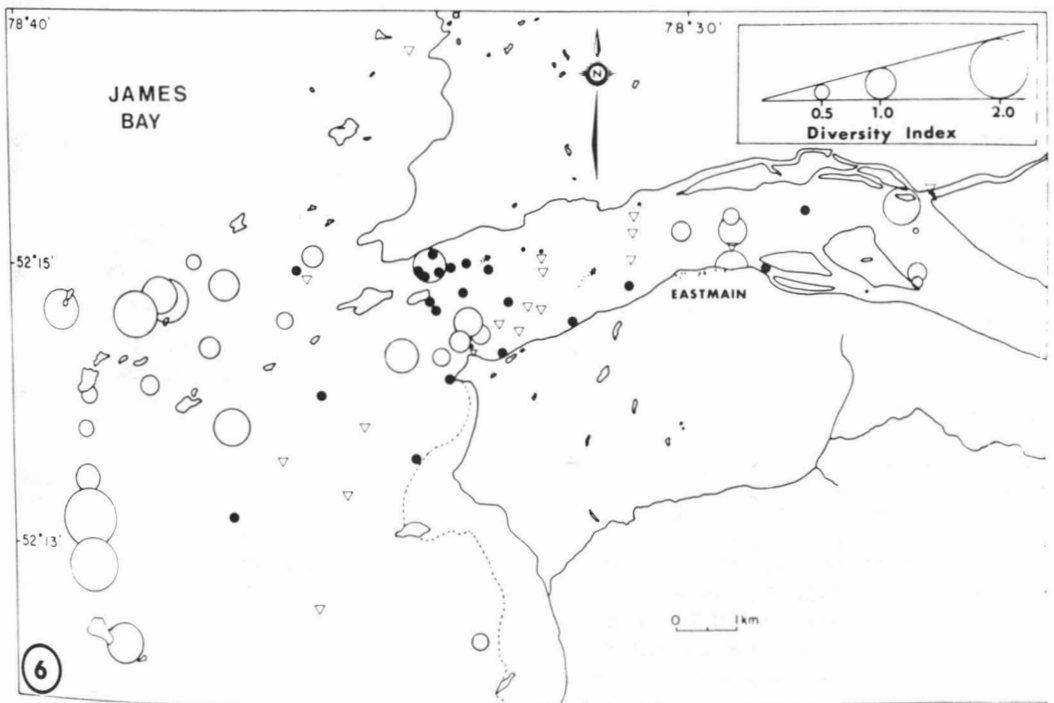 78°40'
78°30'
JAMES
BAY
N
0.5 1.0 2.0
Diversity Index
52°15'
EASTMAIN
52°13'
0 1km
6